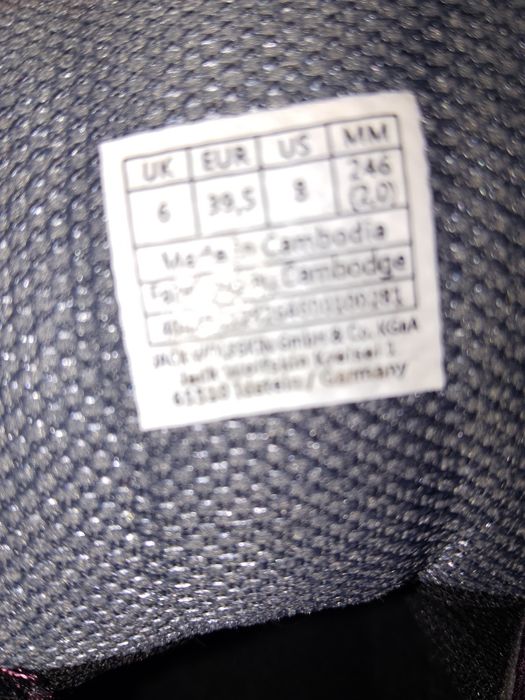 UK EUR US MM
6 39,5 8 246 (2,0)
Made in Cambodia
Cambodge
JACK WOLFSKIN GmbH & Co. KGaA
Jack Wolfskin Kreisel 1
65510 Idstein / Germany